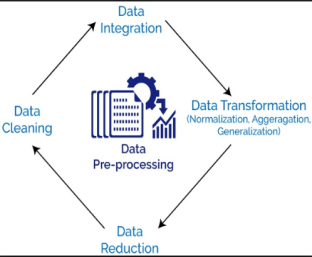 Data
Integration
Data Transformation
(Normalization, Aggeragation,
Generalization)
Data
Cleaning
Data
Pre-processing
Data
Reduction